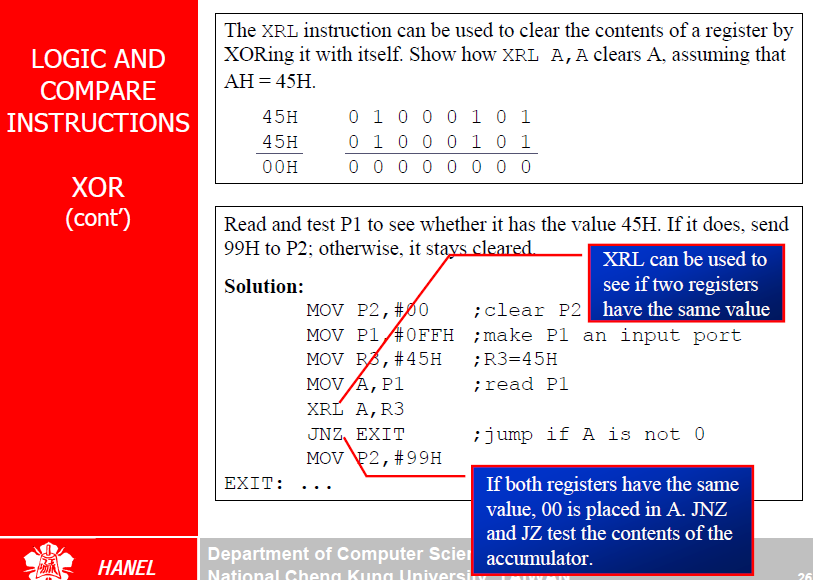 LOGIC AND
COMPARE
INSTRUCTIONS
XOR
(cont')
The XRL instruction can be used to clear the contents of a register by
XORing it with itself. Show how XRL A,A clears A, assuming that
AH = 45H.
45H 0 1 0 0 0 1 0 1
45H 0 1 0 0 0 1 0 1
00H 0 0 0 0 0 0 0 0
Read and test P1 to see whether it has the value 45H. If it does, send
99H to P2; otherwise, it stays cleared.
XRL can be used to
see if two registers
have the same value
Solution:
MOV P2,#00 ;clear P2
MOV P1,#0FFH ;make P1 an input port
MOV R3,#45H ;R3=45H
MOV A,P1 ;read P1
XRL A,R3
JNZ EXIT ;jump if A is not 0
MOV P2,#99H
EXIT: ...
If both registers have the same
value, 00 is placed in A. JNZ
and JZ test the contents of the
accumulator.
HANEL
Department of Computer Scien
National Cheng Kung University, TAIWAN
26